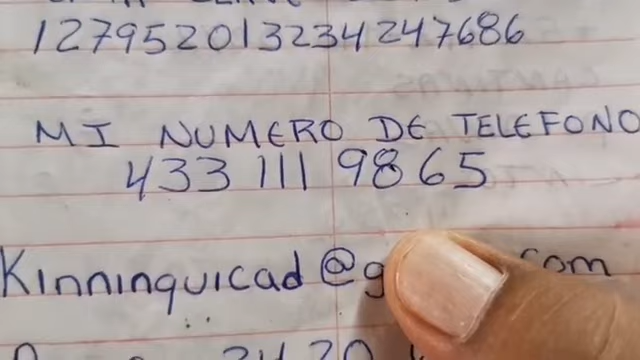 127952013234247686
MI NUMERO DE TELEFONO
433 111 9865
Kinninquicad@g com